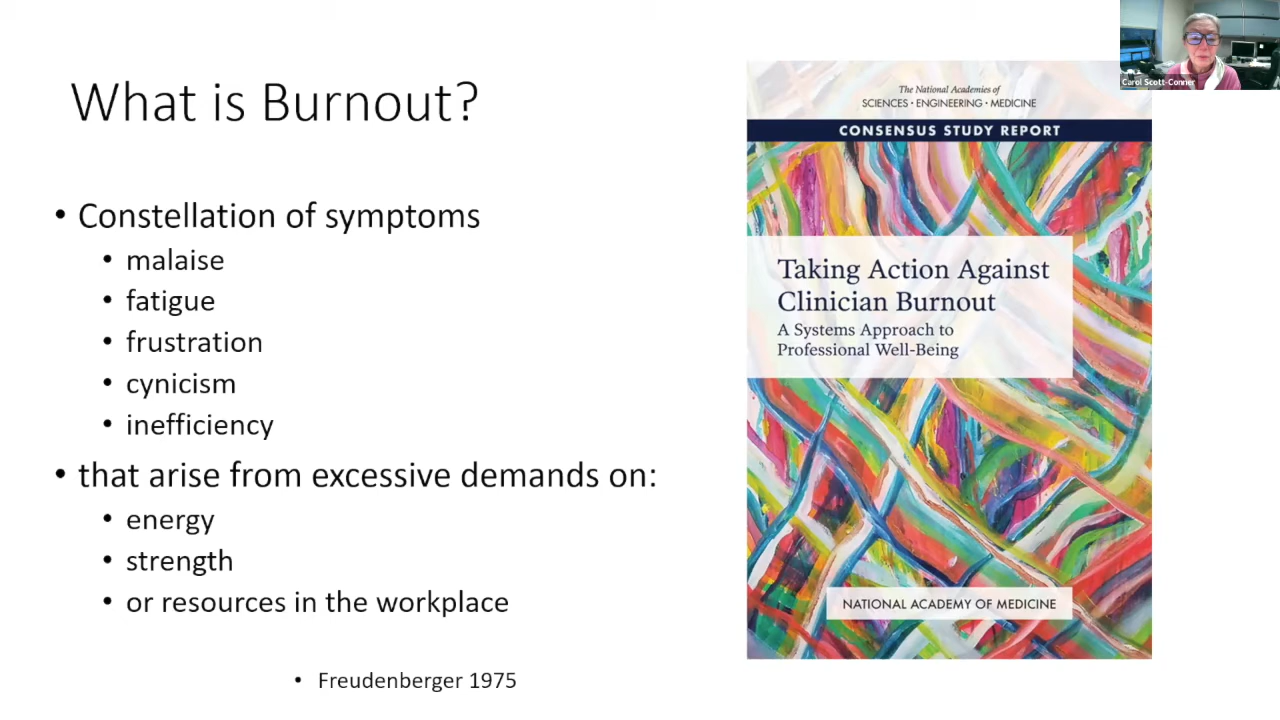 What is Burnout?
• Constellation of symptoms
• malaise
• fatigue
• frustration
• cynicism
• inefficiency
• that arise from excessive demands on:
• energy
• strength
• or resources in the workplace
• Freudenberger 1975
The National Academies of
SCIENCES • ENGINEERING • MEDICINE
CONSENSUS STUDY REPORT
Taking Action Against
Clinician Burnout
A Systems Approach to
Professional Well-Being
NATIONAL ACADEMY OF MEDICINE
Carol Scott-Conner